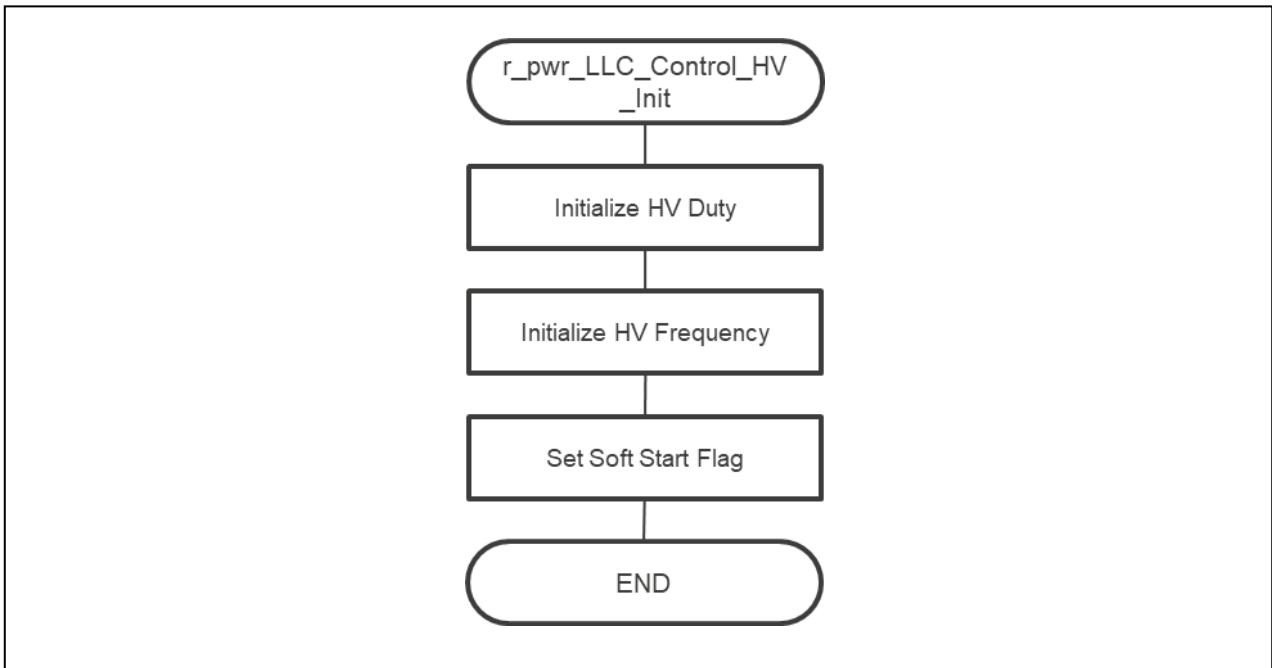 r_pwr_LLC_Control_HV
_Init
Initialize HV Duty
Initialize HV Frequency
Set Soft Start Flag
END